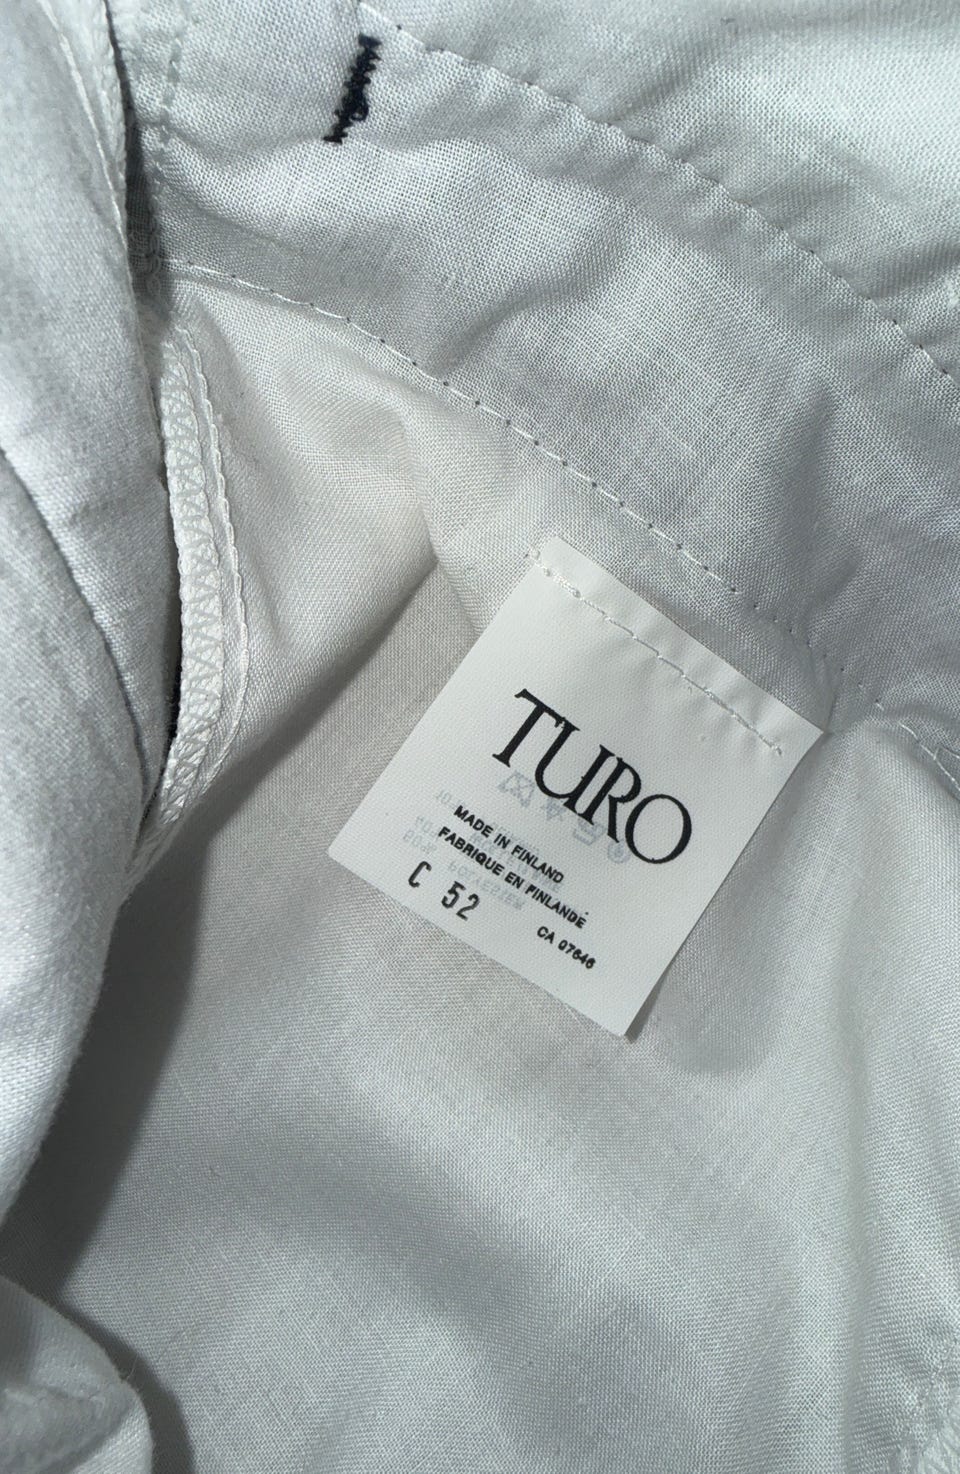 TURO
MADE IN FINLAND
FABRIQUE EN FINLANDE
C 52
CA 07646